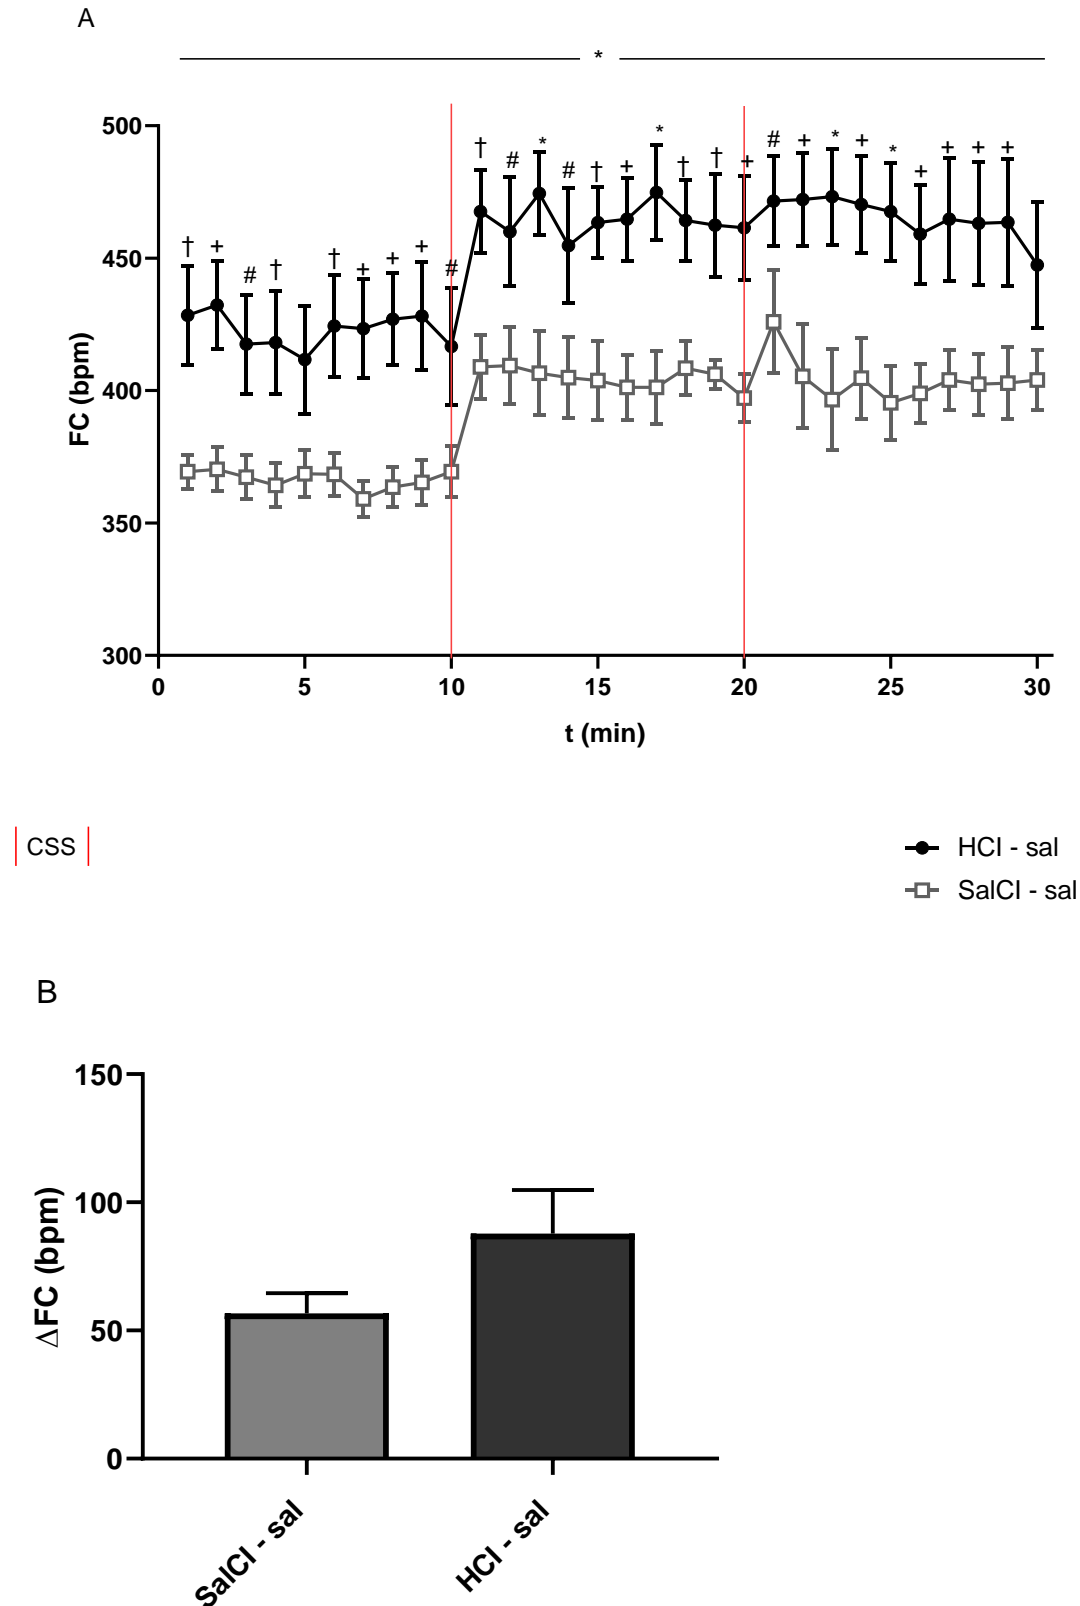 A
*
500
450
400
350
300
FC (bpm)
† + # † † + + + # † # * # † + * † † + # + * + * + + + +
0 5 10 15 20 25 30
t (min)
CSS
HCl - sal
SalCl - sal
B
150
100
50
0
ΔFC (bpm)
SalCl - sal
HCl - sal